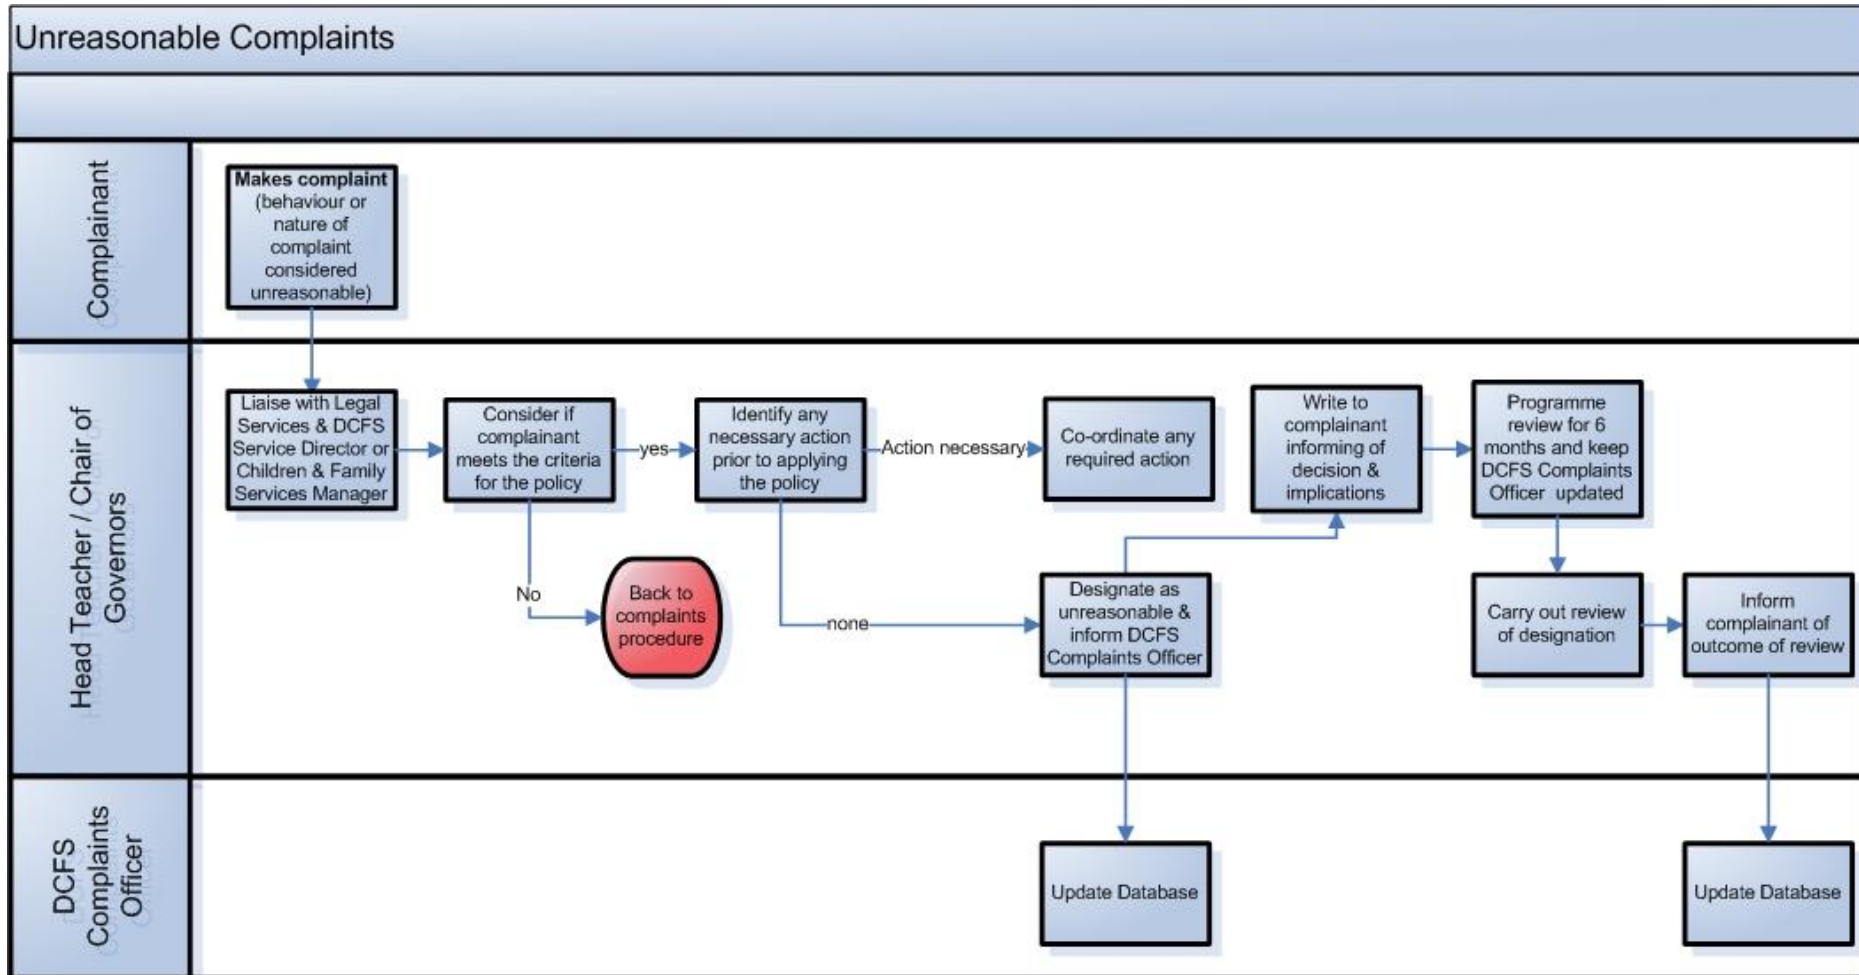 Unreasonable Complaints
Complainant
Makes complaint
(behaviour or
nature of
complaint
considered
unreasonable)
Head Teacher / Chair of
Governors
Liaise with Legal
Services & DCFS
Service Director or
Children & Family
Services Manager
Consider if
complainant
meets the criteria
for the policy
yes
Identify any
necessary action
prior to applying
the policy
Action necessary
Co-ordinate any
required action
Write to
complainant
informing of
decision &
implications
Programme
review for 6
months and keep
DCFS Complaints
Officer updated
No
Back to
complaints
procedure
none
Designate as
unreasonable &
inform DCFS
Complaints Officer
Carry out review
of designation
Inform
complainant of
outcome of review
DCFS
Complaints
Officer
Update Database
Update Database